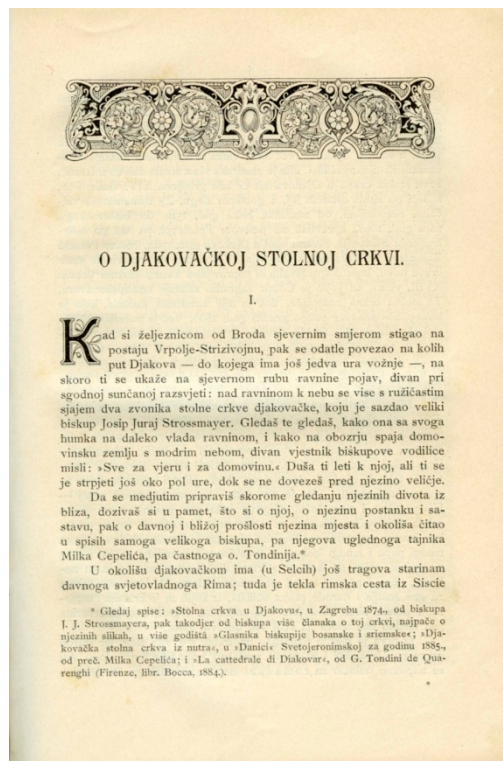 O DJAKOVAČKOJ STOLNOJ CRKVI.
I.
Kad si željeznicom od Broda sjevernim smjerom stigao na
postaju Vrpolje-Strizivojnu, pak se odatle povezao na kolih
put Djakova — do kojega ima još jedva ura vožnje —, na
skoro ti se ukaže na sjevernom rubu ravnine pojav, divan pri
sgodnoj sunčanoj razsvjeti: nad ravninom k nebu se vise s ružičastim
sjajem dva zvonika stolne crkve djakovačke, koju je sazdao veliki
biskup Josip Juraj Strossmayer. Gledaš te gledaš, kako ona sa svoga
humka na daleko vlada ravninom, i kako na obzorju spaja domo-
vinsku zemlju s modrim nebom, divan vjestnik biskupove vodilice
misli: »Sve za vjeru i za domovinu.« Duša ti leti k njoj, ali ti se
je strpjeti još oko pol ure, dok se ne dovezeš pred njezino veličje.
Da se medjutim pripraviš skorome gledanju njezinih divota iz
bliza, dozivaš si u pamet, što si o njoj, o njezinu postanku i sa-
stavu, pak o davnoj i bližoj prošlosti njezina mjesta i okoliša čitao
u spisih samoga velikoga biskupa, pa njegova uglednoga tajnika
Milka Cepelića, pa častnoga o. Tondinija.*
U okolišu djakovačkom ima (u Selcih) još tragova starinam
davnoga svjetovladnoga Rima; tuda je tekla rimska cesta iz Siscie
* Gledaj spise: »Stolna crkva u Djakovu«, u Zagrebu 1874., od biskupa
J. J. Strossmayera, pak takodjer od biskupa više članaka o toj crkvi, najpače o
njezinih slikah, u više godištâ »Glasnika biskupije bosanske i sriemske«; »Dja-
kovačka stolna crkva iz nutra«, u »Danici« Svetojeronimskoj za godinu 1885.,
od preč. Milka Cepelića; i »La cattedrale di Diakovar«, od G. Tondini de Qua-
renghi (Firenze, libr. Bocca, 1884.).